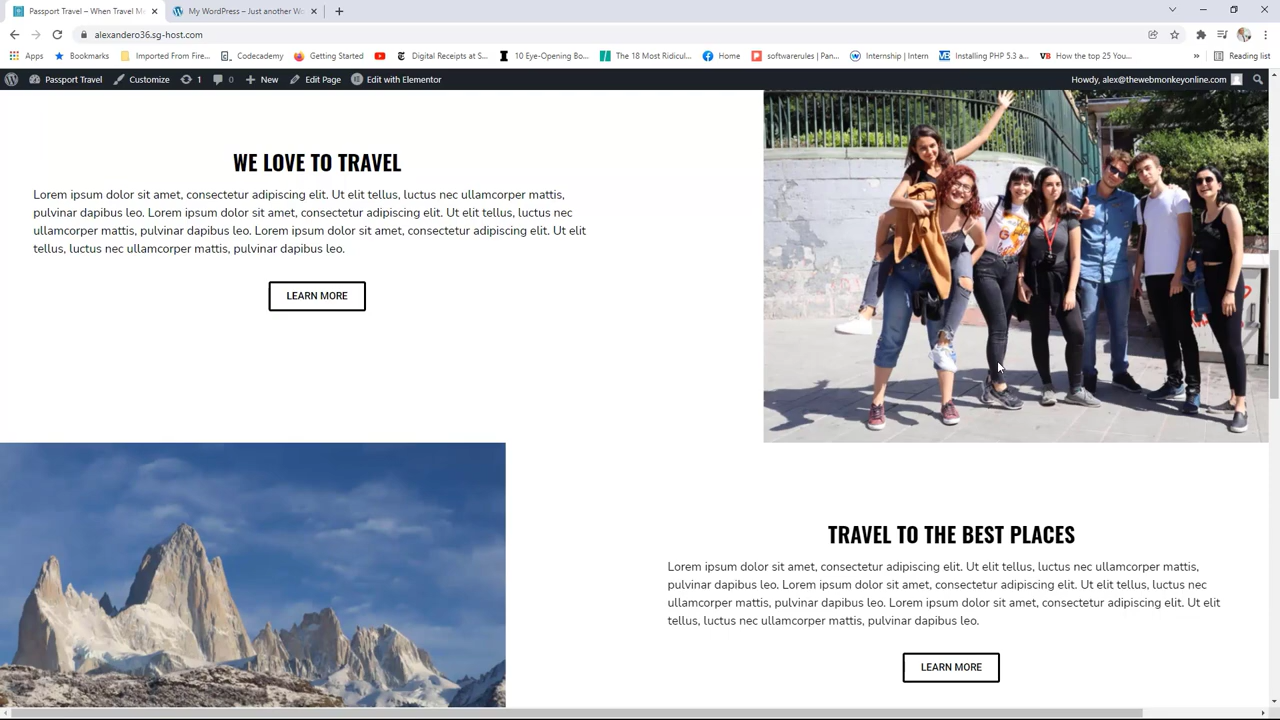 Passport Travel – When Travel Me
My WordPress – Just another Wo
alexandero36.sg-host.com
Apps
Bookmarks
Imported From Fire...
Codecademy
Getting Started
Digital Receipts at S...
10 Eye-Opening Bo...
The 18 Most Ridicul...
Home
softwarerules | Pan...
Internship | Intern
Installing PHP 5.3 a...
How the top 25 You...
»
Reading list
Passport Travel
Customize
1
0
New
Edit Page
Edit with Elementor
Howdy, alex@thewebmonkeyonline.com
WE LOVE TO TRAVEL
Lorem ipsum dolor sit amet, consectetur adipiscing elit. Ut elit tellus, luctus nec ullamcorper mattis,
pulvinar dapibus leo. Lorem ipsum dolor sit amet, consectetur adipiscing elit. Ut elit tellus, luctus nec
ullamcorper mattis, pulvinar dapibus leo. Lorem ipsum dolor sit amet, consectetur adipiscing elit. Ut elit
tellus, luctus nec ullamcorper mattis, pulvinar dapibus leo.
LEARN MORE
TRAVEL TO THE BEST PLACES
Lorem ipsum dolor sit amet, consectetur adipiscing elit. Ut elit tellus, luctus nec ullamcorper mattis,
pulvinar dapibus leo. Lorem ipsum dolor sit amet, consectetur adipiscing elit. Ut elit tellus, luctus nec
ullamcorper mattis, pulvinar dapibus leo. Lorem ipsum dolor sit amet, consectetur adipiscing elit. Ut elit
tellus, luctus nec ullamcorper mattis, pulvinar dapibus leo.
LEARN MORE